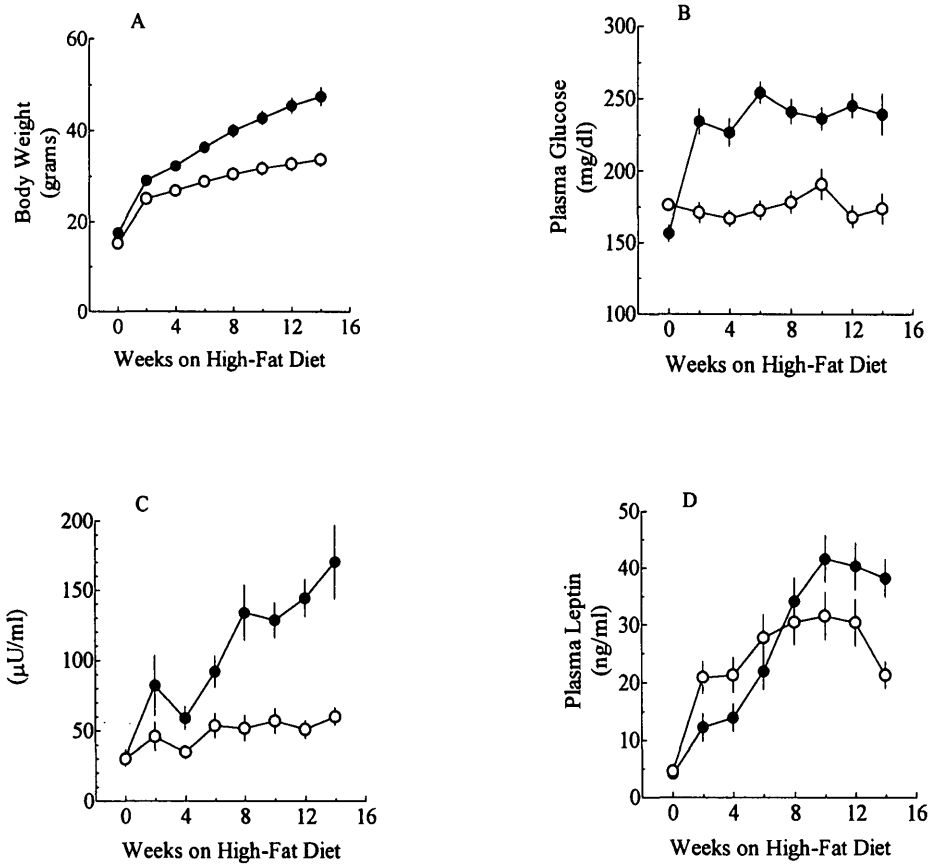 A
60
40
20
0
Body Weight
(grams)
0 4 8 12 16
Weeks on High-Fat Diet
B
300
250
200
150
100
Plasma Glucose
(mg/dl)
0 4 8 12 16
Weeks on High-Fat Diet
C
200
150
100
50
0
(μU/ml)
0 4 8 12 16
Weeks on High-Fat Diet
D
50
40
30
20
10
0
Plasma Leptin
(ng/ml)
0 4 8 12 16
Weeks on High-Fat Diet